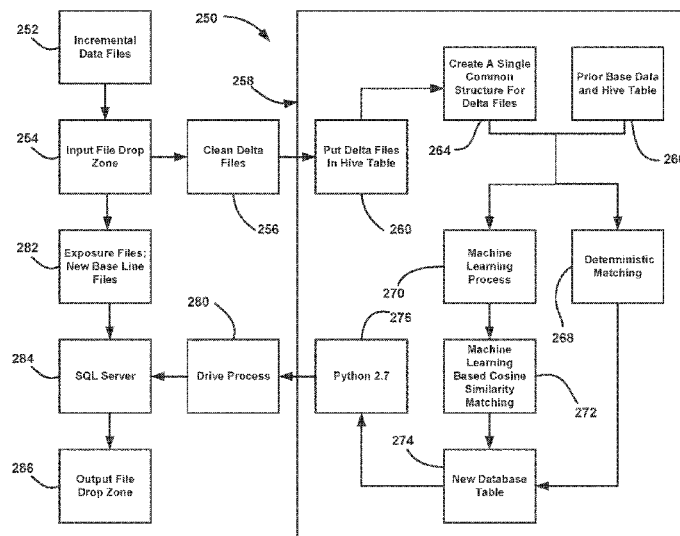 250
252
Incremental
Data Files
258
Create A Single
Common
Structure For
Delta Files
Prior Base Data
and Hive Table
254
Input File Drop
Zone
Clean Delta
Files
Put Delta Files
In Hive Table
264
266
256
260
282
Exposure Files;
New Base Line
Files
Machine
Learning
Process
Deterministic
Matching
270
268
280
276
284
SQL Server
Drive Process
Python 2.7
Machine
Learning
Based Cosine
Similarity
Matching
272
274
286
Output File
Drop Zone
New Database
Table